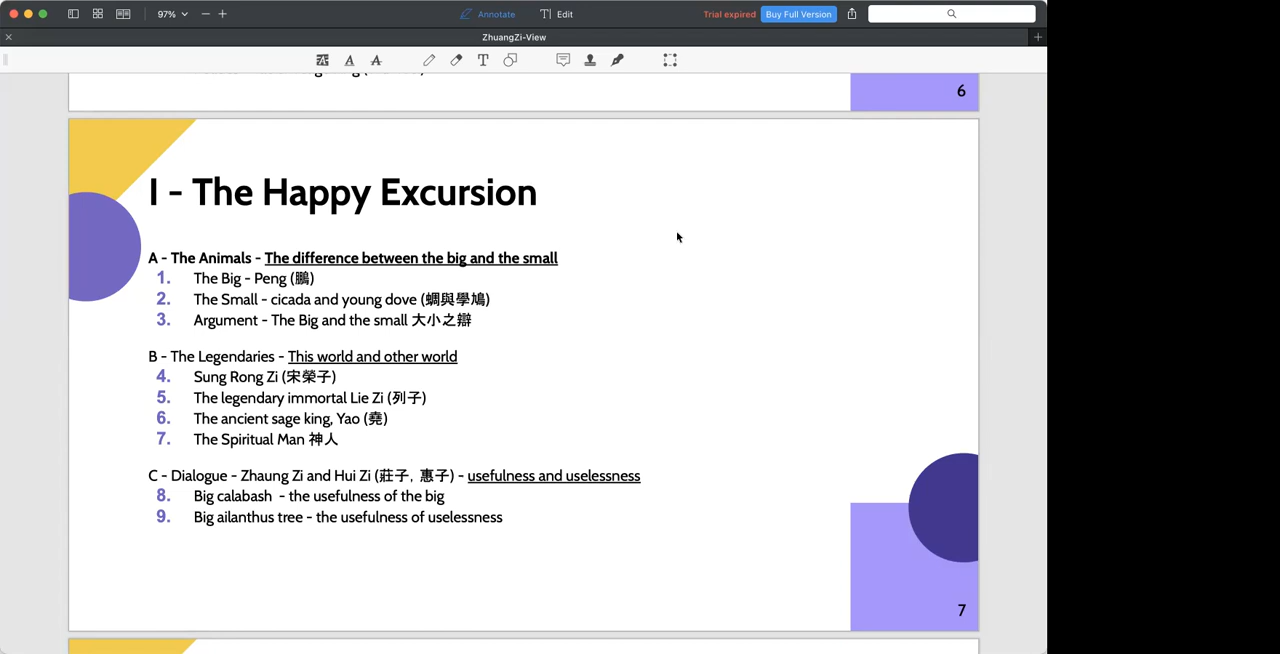 97%
Annotate
Edit
Trial expired
Buy Full Version
ZhuangZi-View
6
I - The Happy Excursion
A - The Animals - The difference between the big and the small
1. The Big - Peng (鵬)
2. The Small - cicada and young dove (蜩與學鳩)
3. Argument - The Big and the small 大小之辯
B - The Legendaries - This world and other world
4. Sung Rong Zi (宋榮子)
5. The legendary immortal Lie Zi (列子)
6. The ancient sage king, Yao (堯)
7. The Spiritual Man 神人
C - Dialogue - Zhaung Zi and Hui Zi (莊子, 惠子) - usefulness and uselessness
8. Big calabash - the usefulness of the big
9. Big ailanthus tree - the usefulness of uselessness
7